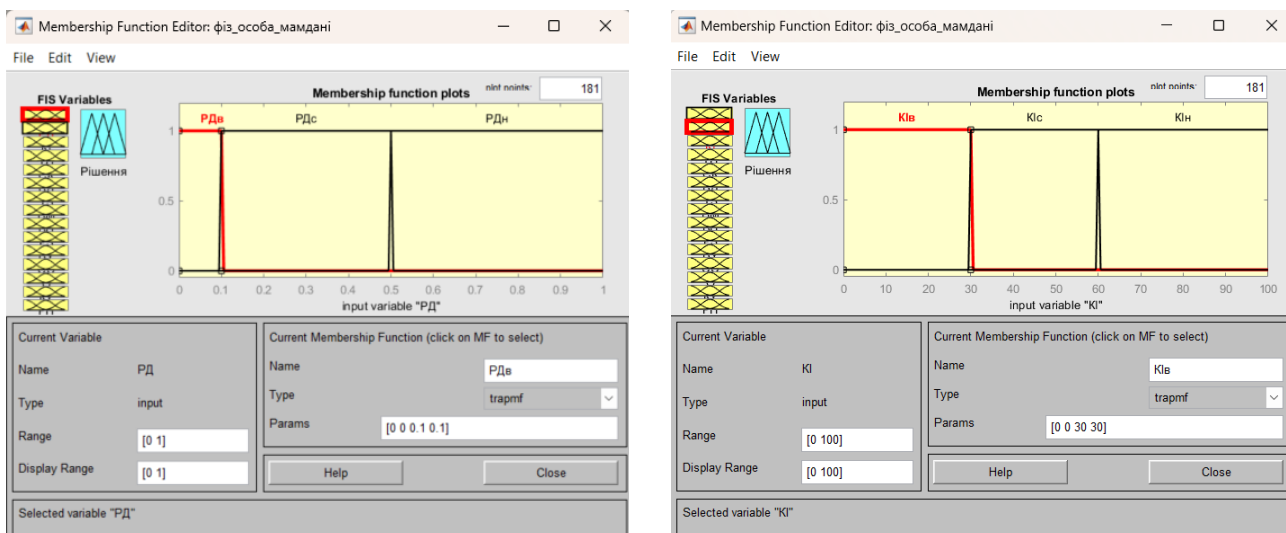 Membership Function Editor: фіз_особа_мамдані
File Edit View
FIS Variables
Membership function plots
plot points:
181
РДв
РДс
РДн
Рішення
1
0.5
0
0 0.1 0.2 0.3 0.4 0.5 0.6 0.7 0.8 0.9 1
input variable "РД"
Current Variable
Name РД
Type input
Range [0 1]
Display Range [0 1]
Current Membership Function (click on MF to select)
Name РДв
Type trapmf
Params [0 0 0.1 0.1]
Help Close
Selected variable "РД"
Membership Function Editor: фіз_особа_мамдані
File Edit View
FIS Variables
Membership function plots
plot points:
181
КІв
КІс
КІн
Рішення
1
0.5
0
0 10 20 30 40 50 60 70 80 90 100
input variable "КІ"
Current Variable
Name КІ
Type input
Range [0 100]
Display Range [0 100]
Current Membership Function (click on MF to select)
Name КІв
Type trapmf
Params [0 0 30 30]
Help Close
Selected variable "КІ"